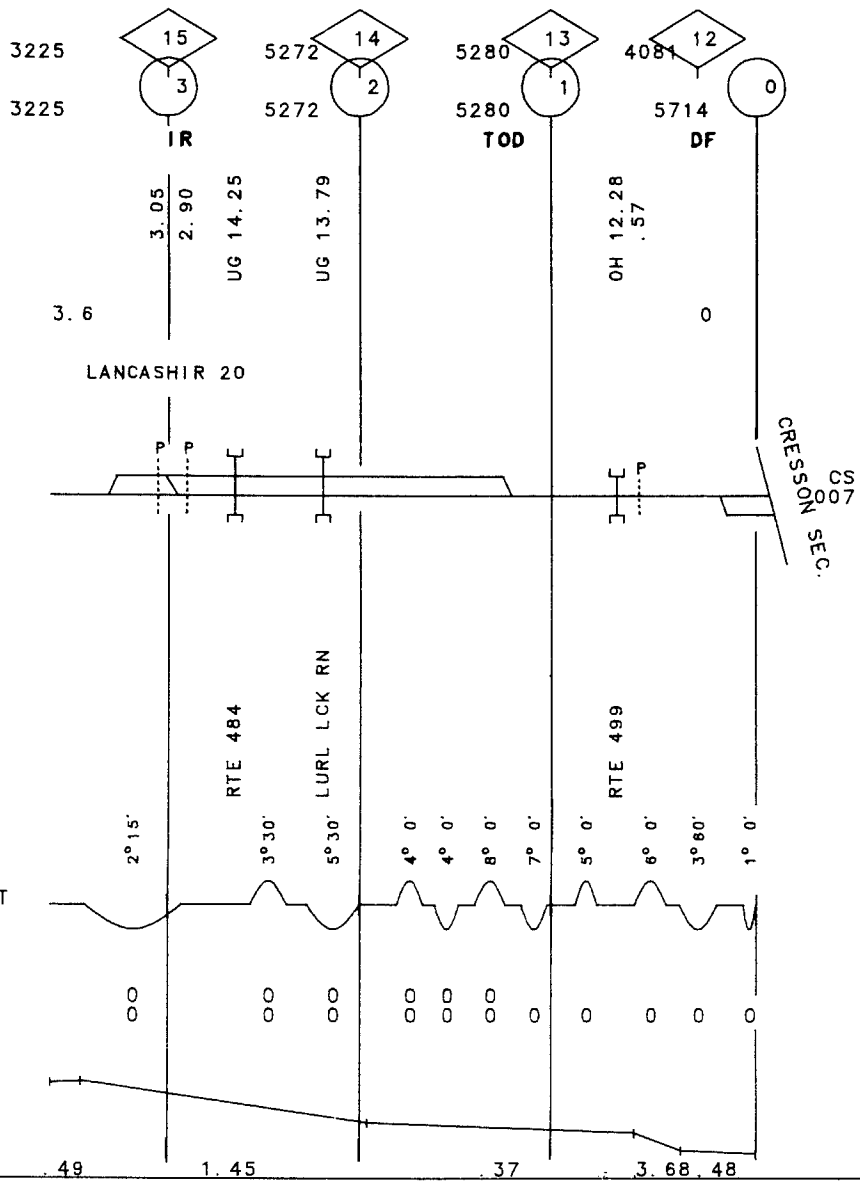 3225 15 5272 14 5280 13 4081 12
3 2 1 0
3225 5272 5280 5714
IR TOD DF
3.05
2.90
UG 14.25
UG 13.79
OH 12.28
.57
3.6 0
LANCASHIR 20
P P P
CRESSON SEC.
CS
007
RTE 484
LURL LCK RN
RTE 499
2°15' 3°30' 5°30' 4° 0' 4° 0' 8° 0' 7° 0' 5° 0' 6° 0' 3°60' 1° 0'
T
0 0 0 0 0 0
0 0 0 0 0 0 0 0 0 0 0
.49 1.45 .37 3.68 .48